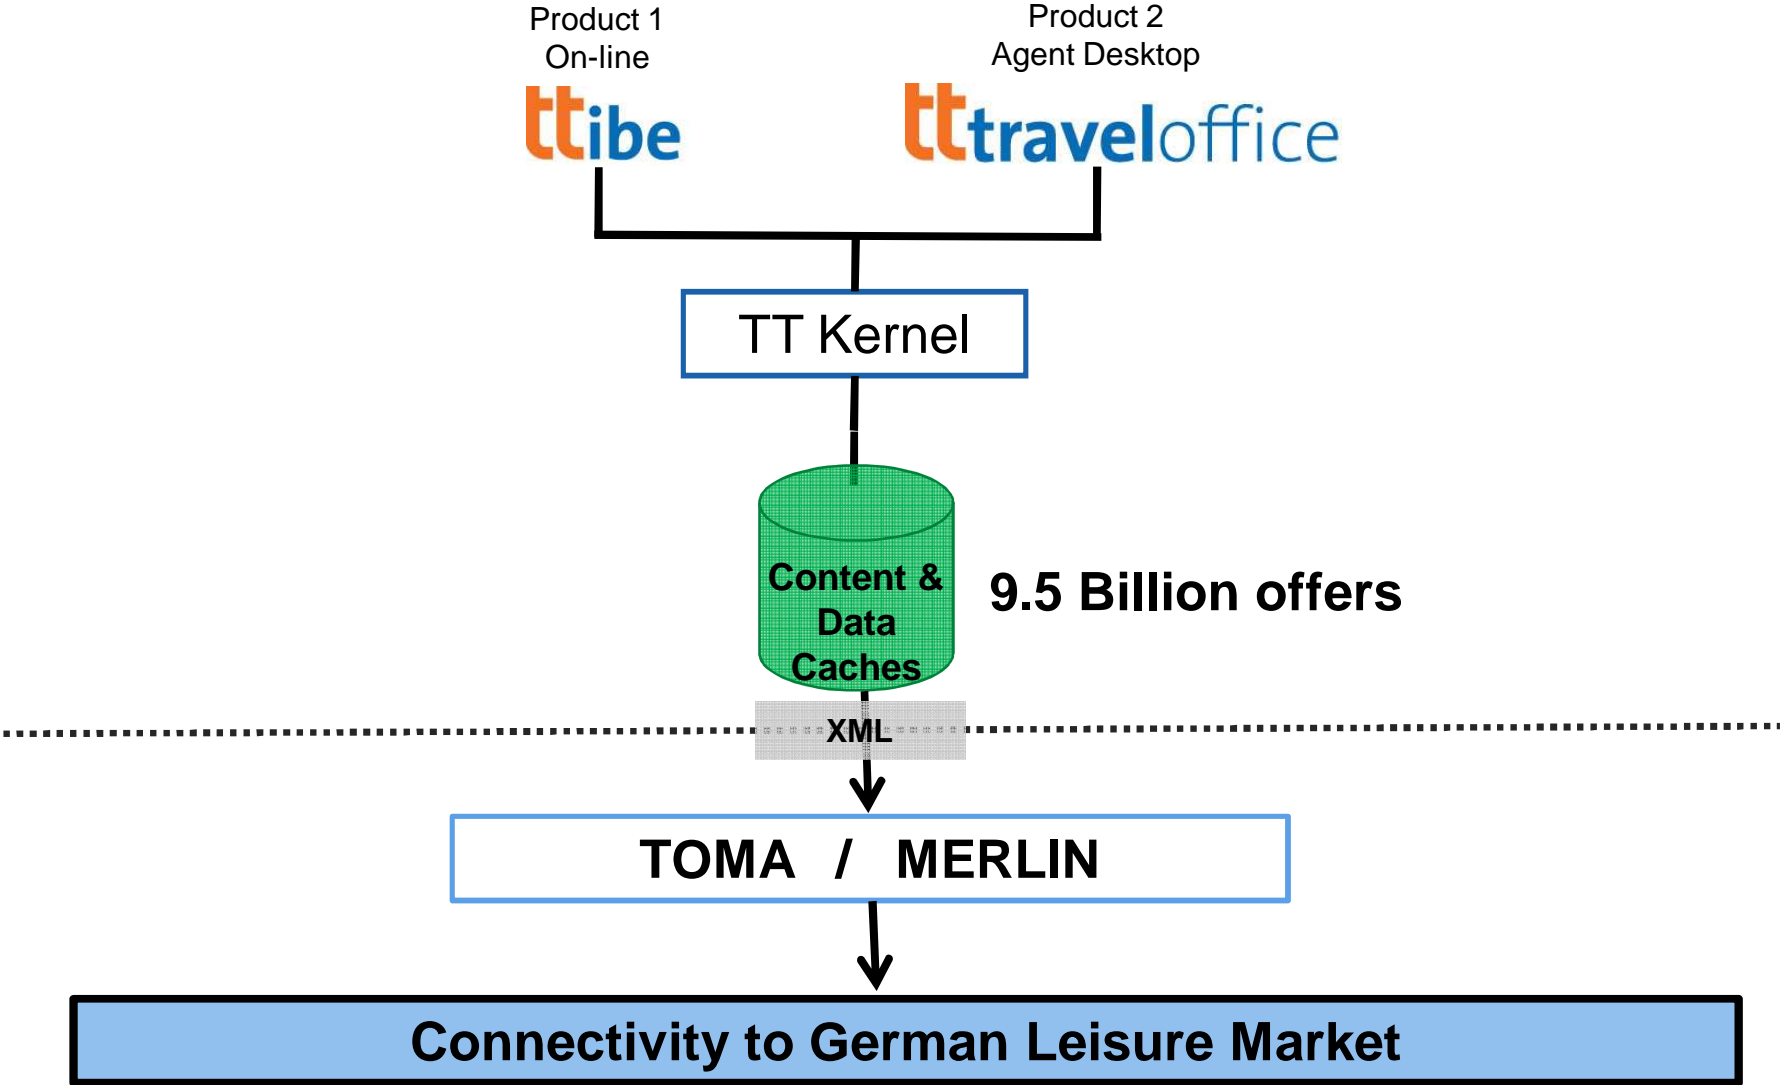 Product 1
On-line
ttibe
Product 2
Agent Desktop
tttraveloffice
TT Kernel
Content &
Data
Caches
9.5 Billion offers
XML
TOMA / MERLIN
Connectivity to German Leisure Market